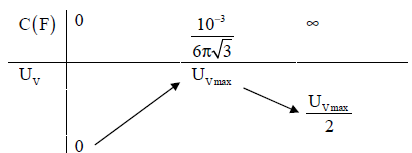 C(F) 0 10⁻³/(6π√3) ∞
U_V U_Vmax
U_Vmax/2
0